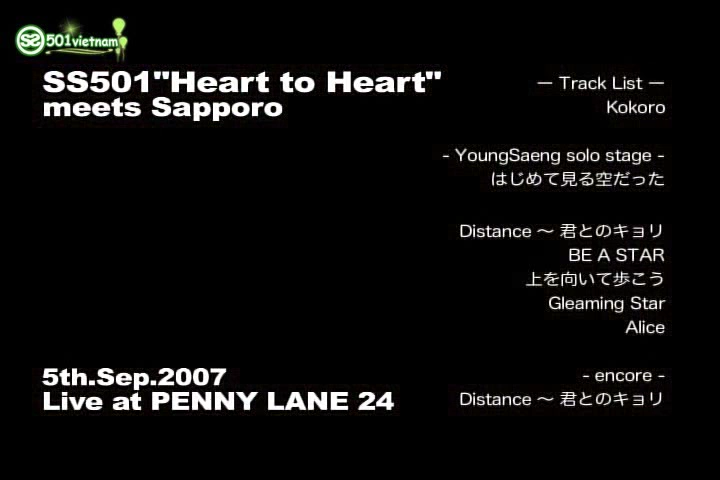 SS501vietnam
SS501"Heart to Heart"
meets Sapporo
ー Track List ー
Kokoro
- YoungSaeng solo stage -
はじめて見る空だった
Distance ～ 君とのキョリ
BE A STAR
上を向いて歩こう
Gleaming Star
Alice
- encore -
Distance ～ 君とのキョリ
5th.Sep.2007
Live at PENNY LANE 24